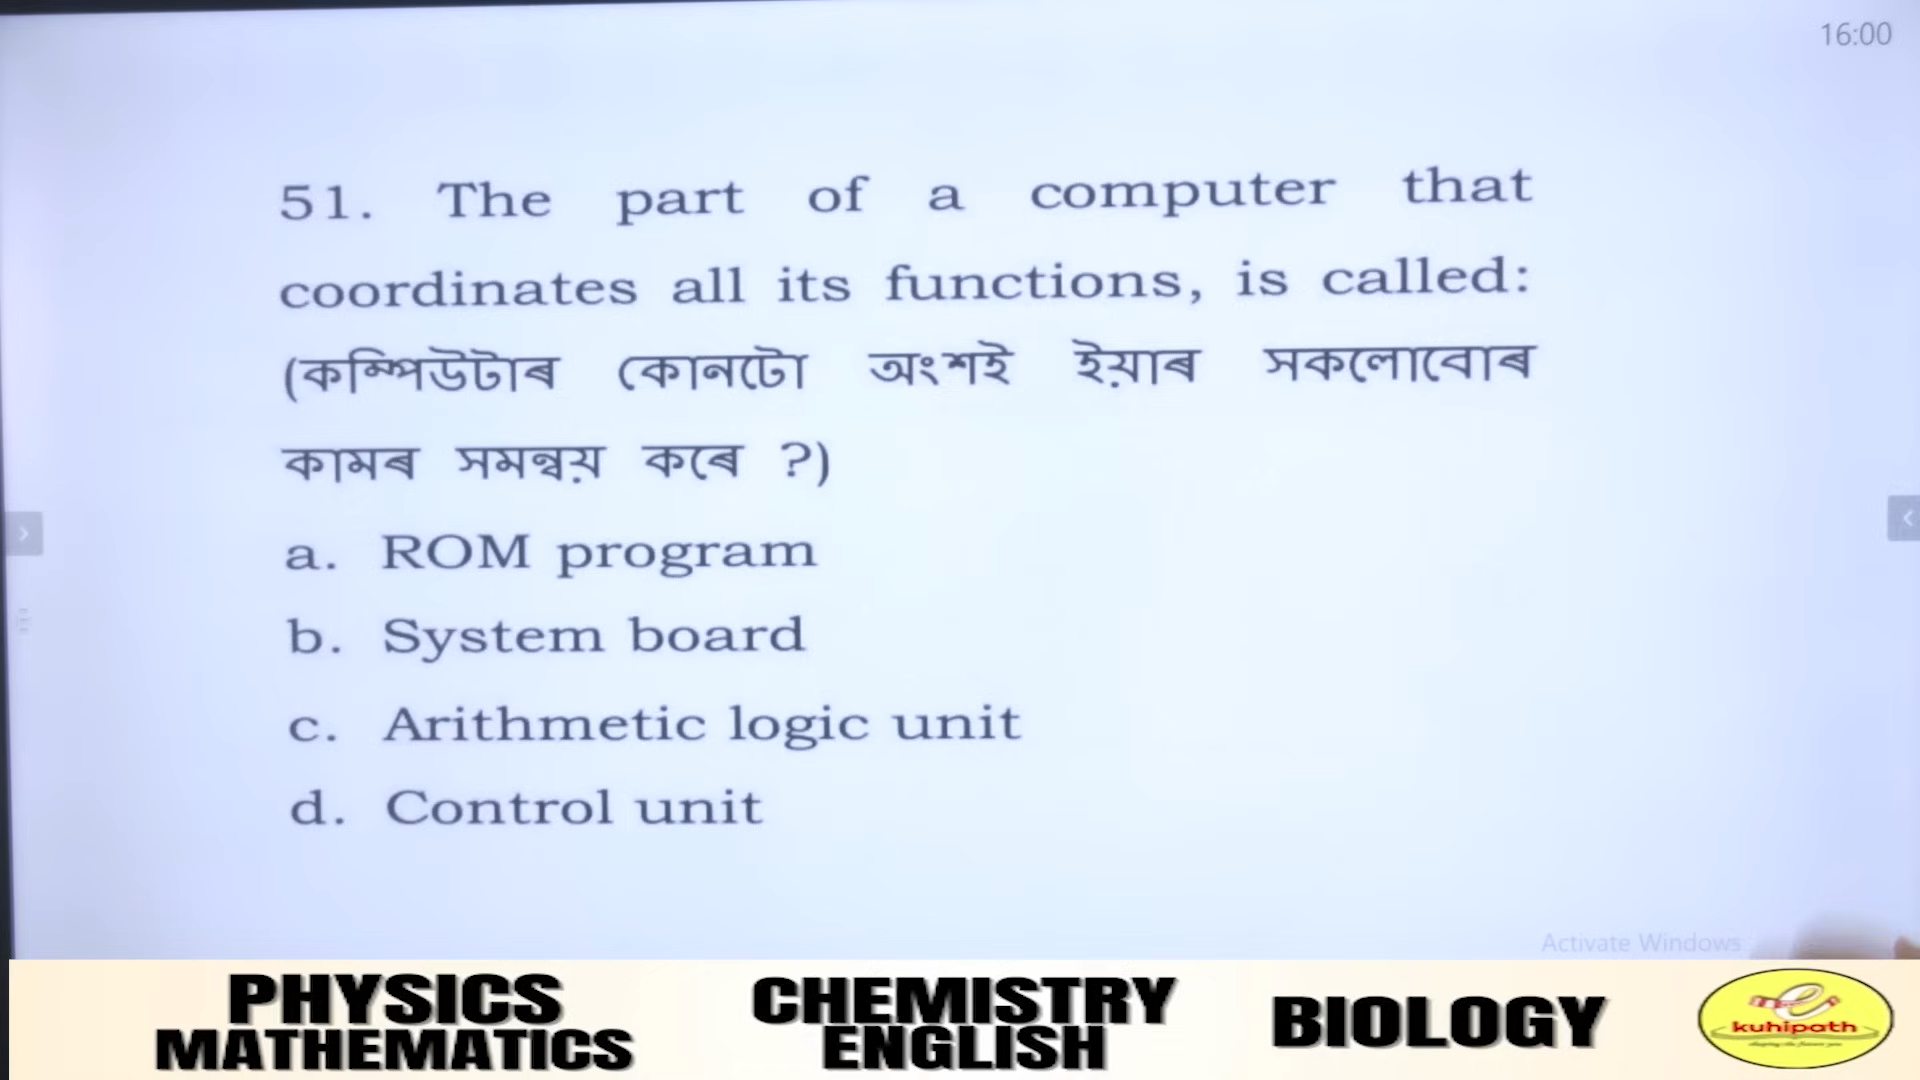 16:00
51. The part of a computer that
coordinates all its functions, is called:
(কম্পিউটাৰ কোনটো অংশই ইয়াৰ সকলোবোৰ
কামৰ সমন্বয় কৰে ?)
a. ROM program
b. System board
c. Arithmetic logic unit
d. Control unit
Activate Windows
PHYSICS
MATHEMATICS
CHEMISTRY
ENGLISH
BIOLOGY
kuhipath